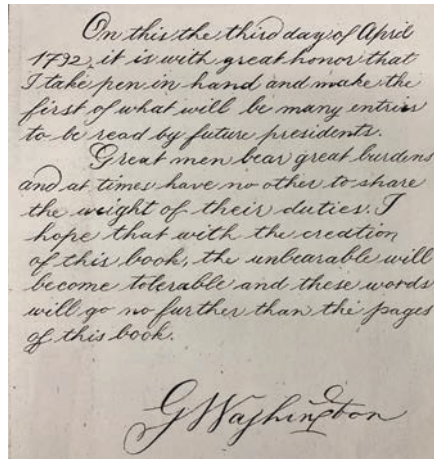 On this the third day of April
1792, it is with great honor that
I take pen in hand and make the
first of what will be many entries
to be read by future presidents.
Great men bear great burdens
and at times have no other to share
the weight of their duties. I
hope that with the creation
of this book, the unbearable will
become tolerable and these words
will go no further than the pages
of this book.
GWashington